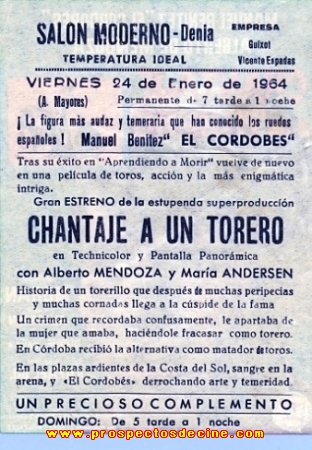 SALON MODERNO-Denia
EMPRESA
Guixot
Vicente Espadas
TEMPERATURA IDEAL
VIERNES 24 de Enero de 1964
(A. Mayores) Permanente de 7 tarde a 1 noche
¡ La figura más audaz y temeraria que han conocido los ruedos
españoles ! Manuel Benitez" EL CORDOBES"
Tras su éxito en "Aprendiendo a Morir" vuelve de nuevo
en una película de toros, acción y la más enigmática
intriga.
Gran ESTRENO de la estupenda superproducción
CHANTAJE A UN TORERO
en Technicolor y Pantalla Panorámica
con Alberto MENDOZA y María ANDERSEN
Historia de un torerillo que después de muchas peripecias
y muchas cornadas llega a la cúspide de la fama
Un crimen que recordaba confusamente, le apartaba de
la mujer que amaba, haciéndole fracasar como torero.
En Córdoba recibió la alternativa como matador de toros.
En las plazas ardientes de la Costa del Sol, sangre en la
arena, y «El Cordobés» derrochando arte y temeridad.
UN PRECIOSO COMPLEMENTO
DOMINGO: De 5 tarde a 1 noche
www.prospectosdecine.com